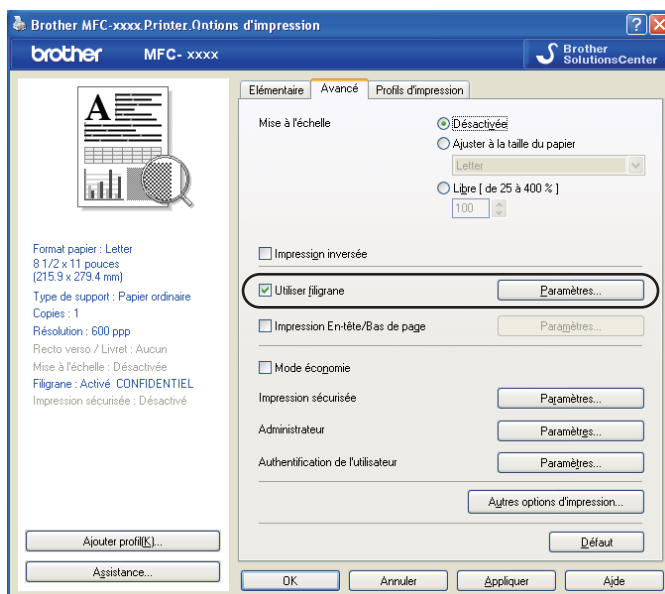 Brother MFC-xxxx Printer Options d'impression
brother MFC- xxxx
Brother
SolutionsCenter
A
Format papier : Letter
8 1/2 x 11 pouces
(215.9 x 279.4 mm)
Type de support : Papier ordinaire
Copies : 1
Résolution : 600 ppp
Recto verso / Livret : Aucun
Mise à l'échelle : Désactivée
Filigrane : Activé CONFIDENTIEL
Impression sécurisée : Désactivé
Ajouter profil(K)...
Assistance...
Elémentaire Avancé Profils d'impression
Mise à l'échelle Désactivée
Ajuster à la taille du papier
Letter
Libre [ de 25 à 400 % ]
100
Impression inversée
Utiliser filigrane Paramètres...
Impression En-tête/Bas de page Paramètres...
Mode économie
Impression sécurisée Paramètres...
Administrateur Paramètres...
Authentification de l'utilisateur Paramètres...
Autres options d'impression...
Défaut
OK Annuler Appliquer Aide